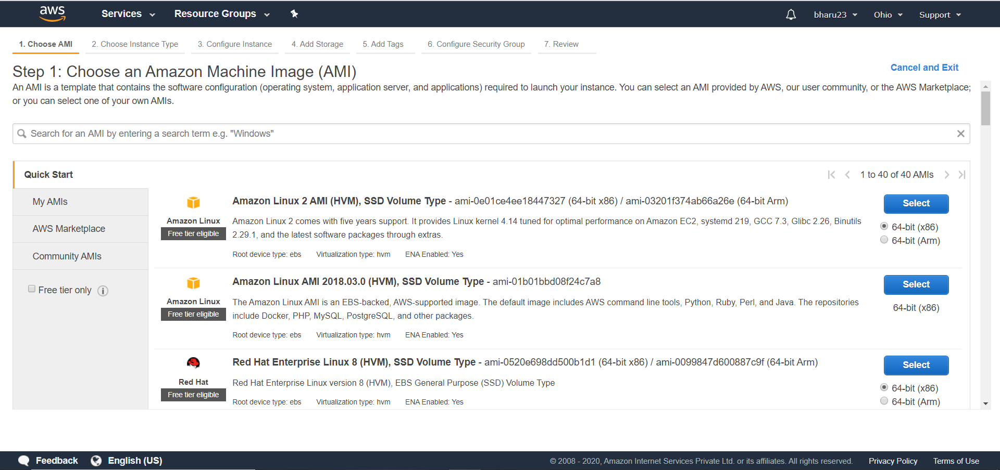 aws Services Resource Groups bharu23 Ohio Support
1. Choose AMI 2. Choose Instance Type 3. Configure Instance 4. Add Storage 5. Add Tags 6. Configure Security Group 7. Review
Step 1: Choose an Amazon Machine Image (AMI)
Cancel and Exit
An AMI is a template that contains the software configuration (operating system, application server, and applications) required to launch your instance. You can select an AMI provided by AWS, our user community, or the AWS Marketplace;
or you can select one of your own AMIs.
Search for an AMI by entering a search term e.g. "Windows"
Quick Start
1 to 40 of 40 AMIs
My AMIs
AWS Marketplace
Community AMIs
Free tier only
Amazon Linux
Free tier eligible
Amazon Linux 2 AMI (HVM), SSD Volume Type - ami-0e01ce4ee18447327 (64-bit x86) / ami-03201f374ab66a26e (64-bit Arm)
Amazon Linux 2 comes with five years support. It provides Linux kernel 4.14 tuned for optimal performance on Amazon EC2, systemd 219, GCC 7.3, Glibc 2.26, Binutils
2.29.1, and the latest software packages through extras.
Root device type: ebs Virtualization type: hvm ENA Enabled: Yes
Select
64-bit (x86)
64-bit (Arm)
Amazon Linux
Free tier eligible
Amazon Linux AMI 2018.03.0 (HVM), SSD Volume Type - ami-01b01bbd08f24c7a8
The Amazon Linux AMI is an EBS-backed, AWS-supported image. The default image includes AWS command line tools, Python, Ruby, Perl, and Java. The repositories
include Docker, PHP, MySQL, PostgreSQL, and other packages.
Root device type: ebs Virtualization type: hvm ENA Enabled: Yes
Select
64-bit (x86)
Red Hat
Free tier eligible
Red Hat Enterprise Linux 8 (HVM), SSD Volume Type - ami-0520e698dd500b1d1 (64-bit x86) / ami-0099847d600887c9f (64-bit Arm)
Red Hat Enterprise Linux version 8 (HVM), EBS General Purpose (SSD) Volume Type
Root device type: ebs Virtualization type: hvm ENA Enabled: Yes
Select
64-bit (x86)
64-bit (Arm)
Feedback English (US) © 2008 - 2020, Amazon Internet Services Private Ltd. or its affiliates. All rights reserved. Privacy Policy Terms of Use